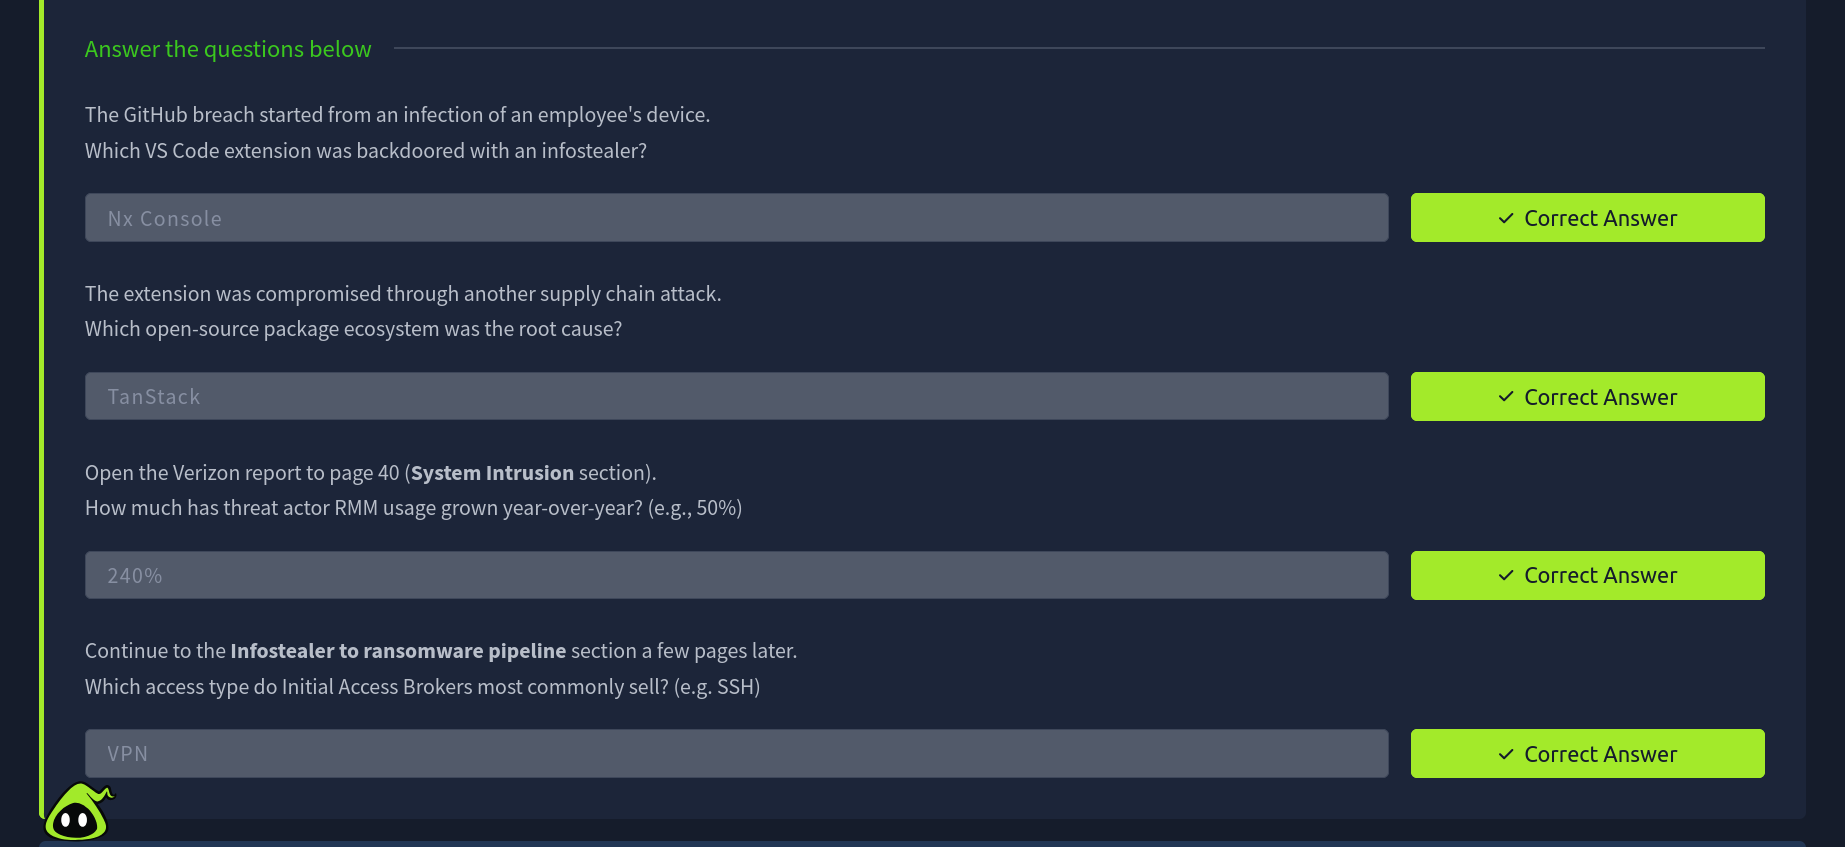 Answer the questions below
The GitHub breach started from an infection of an employee's device.
Which VS Code extension was backdoored with an infostealer?
Nx Console
✓ Correct Answer
The extension was compromised through another supply chain attack.
Which open-source package ecosystem was the root cause?
TanStack
✓ Correct Answer
Open the Verizon report to page 40 (System Intrusion section).
How much has threat actor RMM usage grown year-over-year? (e.g., 50%)
240%
✓ Correct Answer
Continue to the Infostealer to ransomware pipeline section a few pages later.
Which access type do Initial Access Brokers most commonly sell? (e.g. SSH)
VPN
✓ Correct Answer